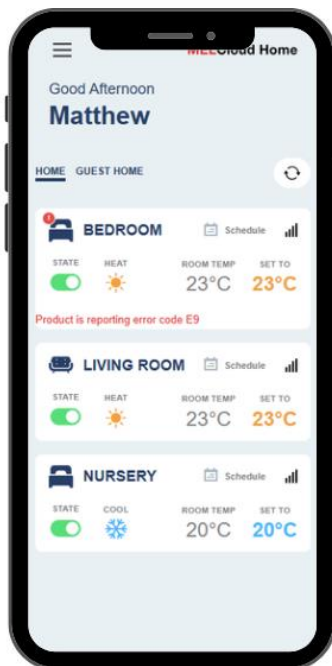 MELCloud Home
Good Afternoon
Matthew
HOME GUEST HOME
! BEDROOM Schedule
STATE HEAT ROOM TEMP SET TO
23°C 23°C
Product is reporting error code E9
LIVING ROOM Schedule
STATE HEAT ROOM TEMP SET TO
23°C 23°C
NURSERY Schedule
STATE COOL ROOM TEMP SET TO
20°C 20°C